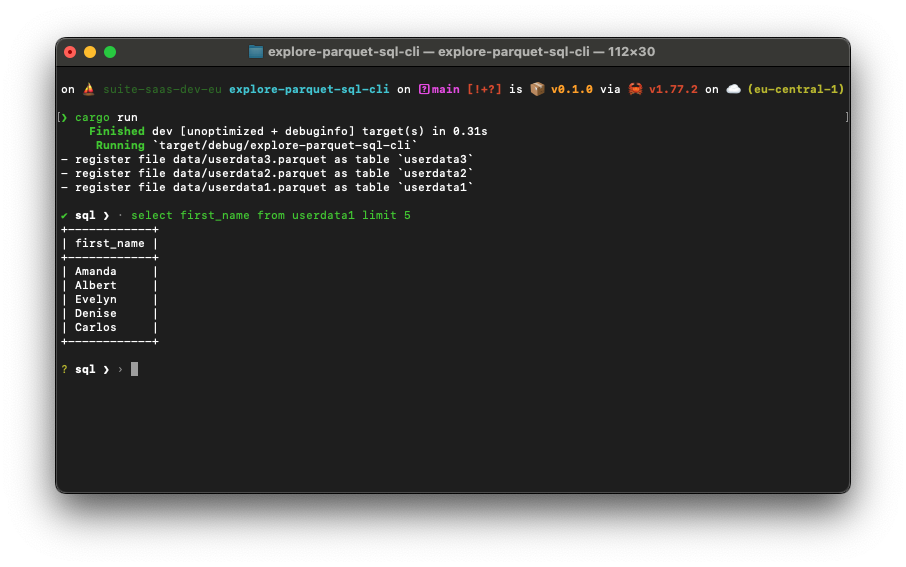 explore-parquet-sql-cli — explore-parquet-sql-cli — 112×30
on ⛵ suite-saas-dev-eu explore-parquet-sql-cli on main [!+?] is 📦 v0.1.0 via 🦀 v1.77.2 on ☁️ (eu-central-1)
[❯ cargo run ]
Finished dev [unoptimized + debuginfo] target(s) in 0.31s
Running `target/debug/explore-parquet-sql-cli`
- register file data/userdata3.parquet as table `userdata3`
- register file data/userdata2.parquet as table `userdata2`
- register file data/userdata1.parquet as table `userdata1`
✔ sql ❯ · select first_name from userdata1 limit 5
+------------+
| first_name |
+------------+
| Amanda     |
| Albert     |
| Evelyn     |
| Denise     |
| Carlos     |
+------------+
? sql ❯ ›